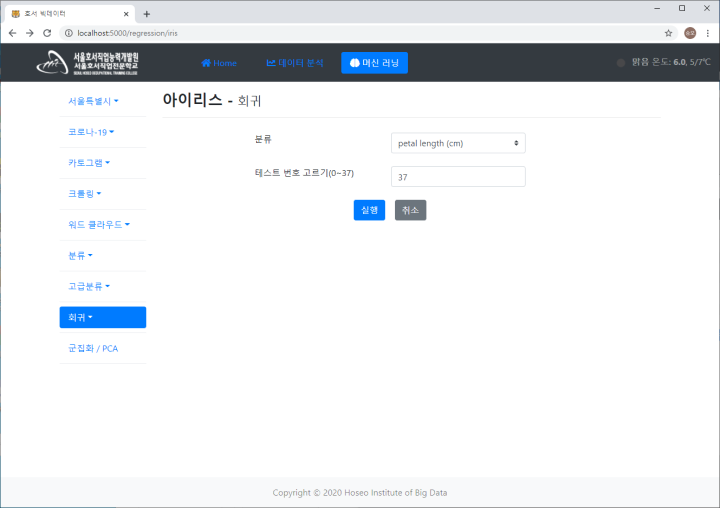 호서 빅데이터
localhost:5000/regression/iris
서울호서직업능력개발원
서울호서직업전문학교
SEOUL HOSEO OCCUPATIONAL TRAINING COLLEGE
Home
데이터 분석
머신 러닝
맑음 온도: 6.0, 5/7℃
서울특별시
코로나-19
카토그램
크롤링
워드 클라우드
분류
고급분류
회귀
군집화 / PCA
아이리스 - 회귀
분류
petal length (cm)
테스트 번호 고르기(0~37)
37
실행
취소
Copyright © 2020 Hoseo Institute of Big Data